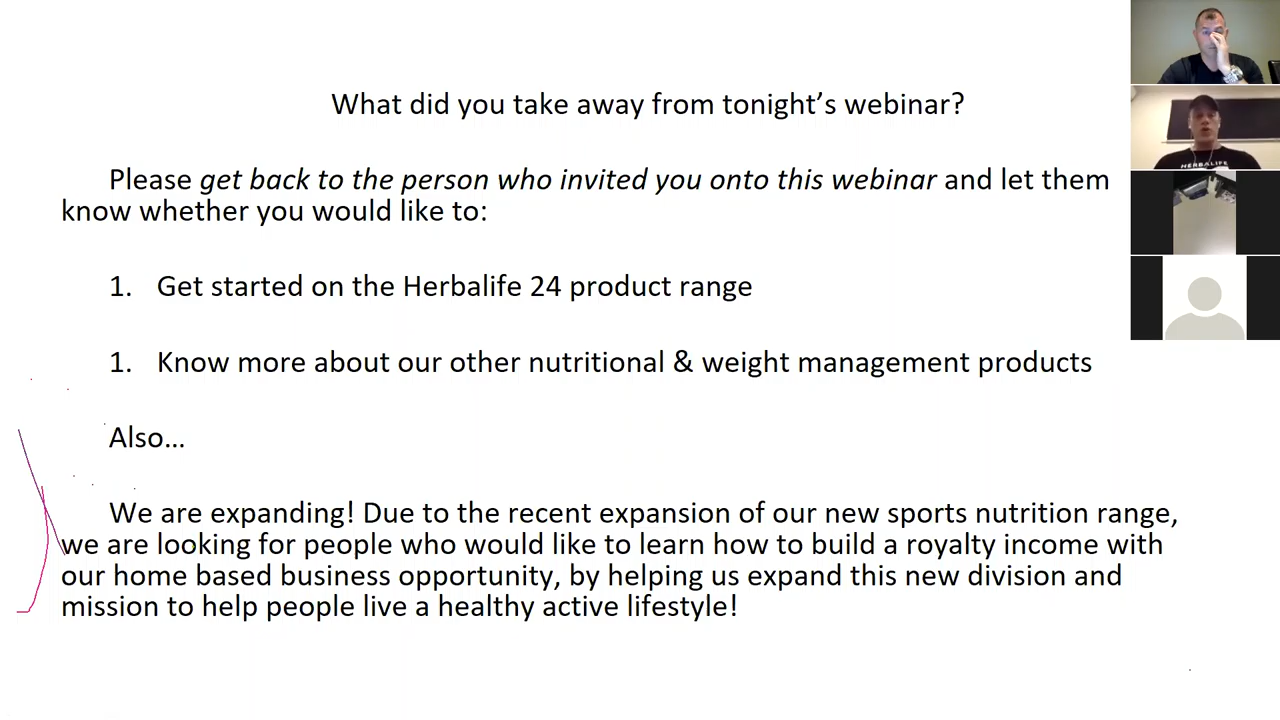 What did you take away from tonight's webinar?
Please get back to the person who invited you onto this webinar and let them
know whether you would like to:
1. Get started on the Herbalife 24 product range
1. Know more about our other nutritional & weight management products
Also...
We are expanding! Due to the recent expansion of our new sports nutrition range,
we are looking for people who would like to learn how to build a royalty income with
our home based business opportunity, by helping us expand this new division and
mission to help people live a healthy active lifestyle!
HERBALIFE